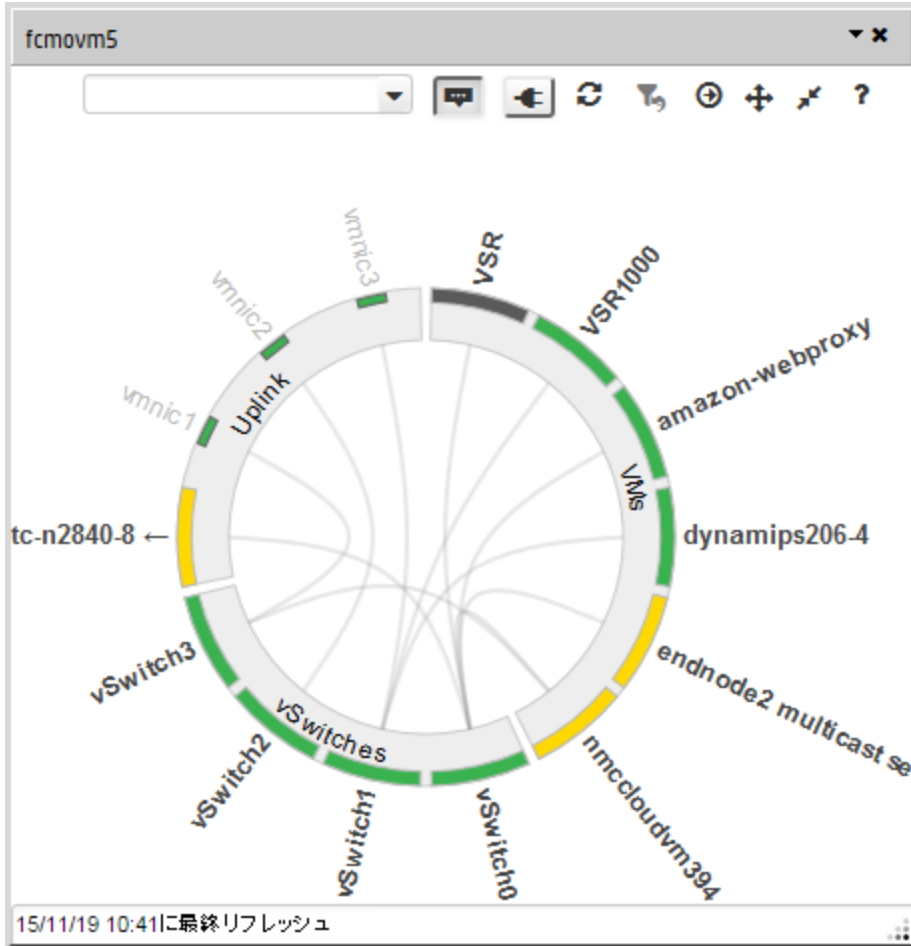 fcmovm5
?
vmnic3
VSR
VSR1000
vmnic2
amazon-webproxy
Uplink
vmnic1
VMs
tc-n2840-8 ←
dynamips206-4
vSwitch3
endnode2 multicast se
vSwitches
vSwitch2
nmccloudvm394
vSwitch1
vSwitch0
15/11/19 10:41に最終リフレッシュ